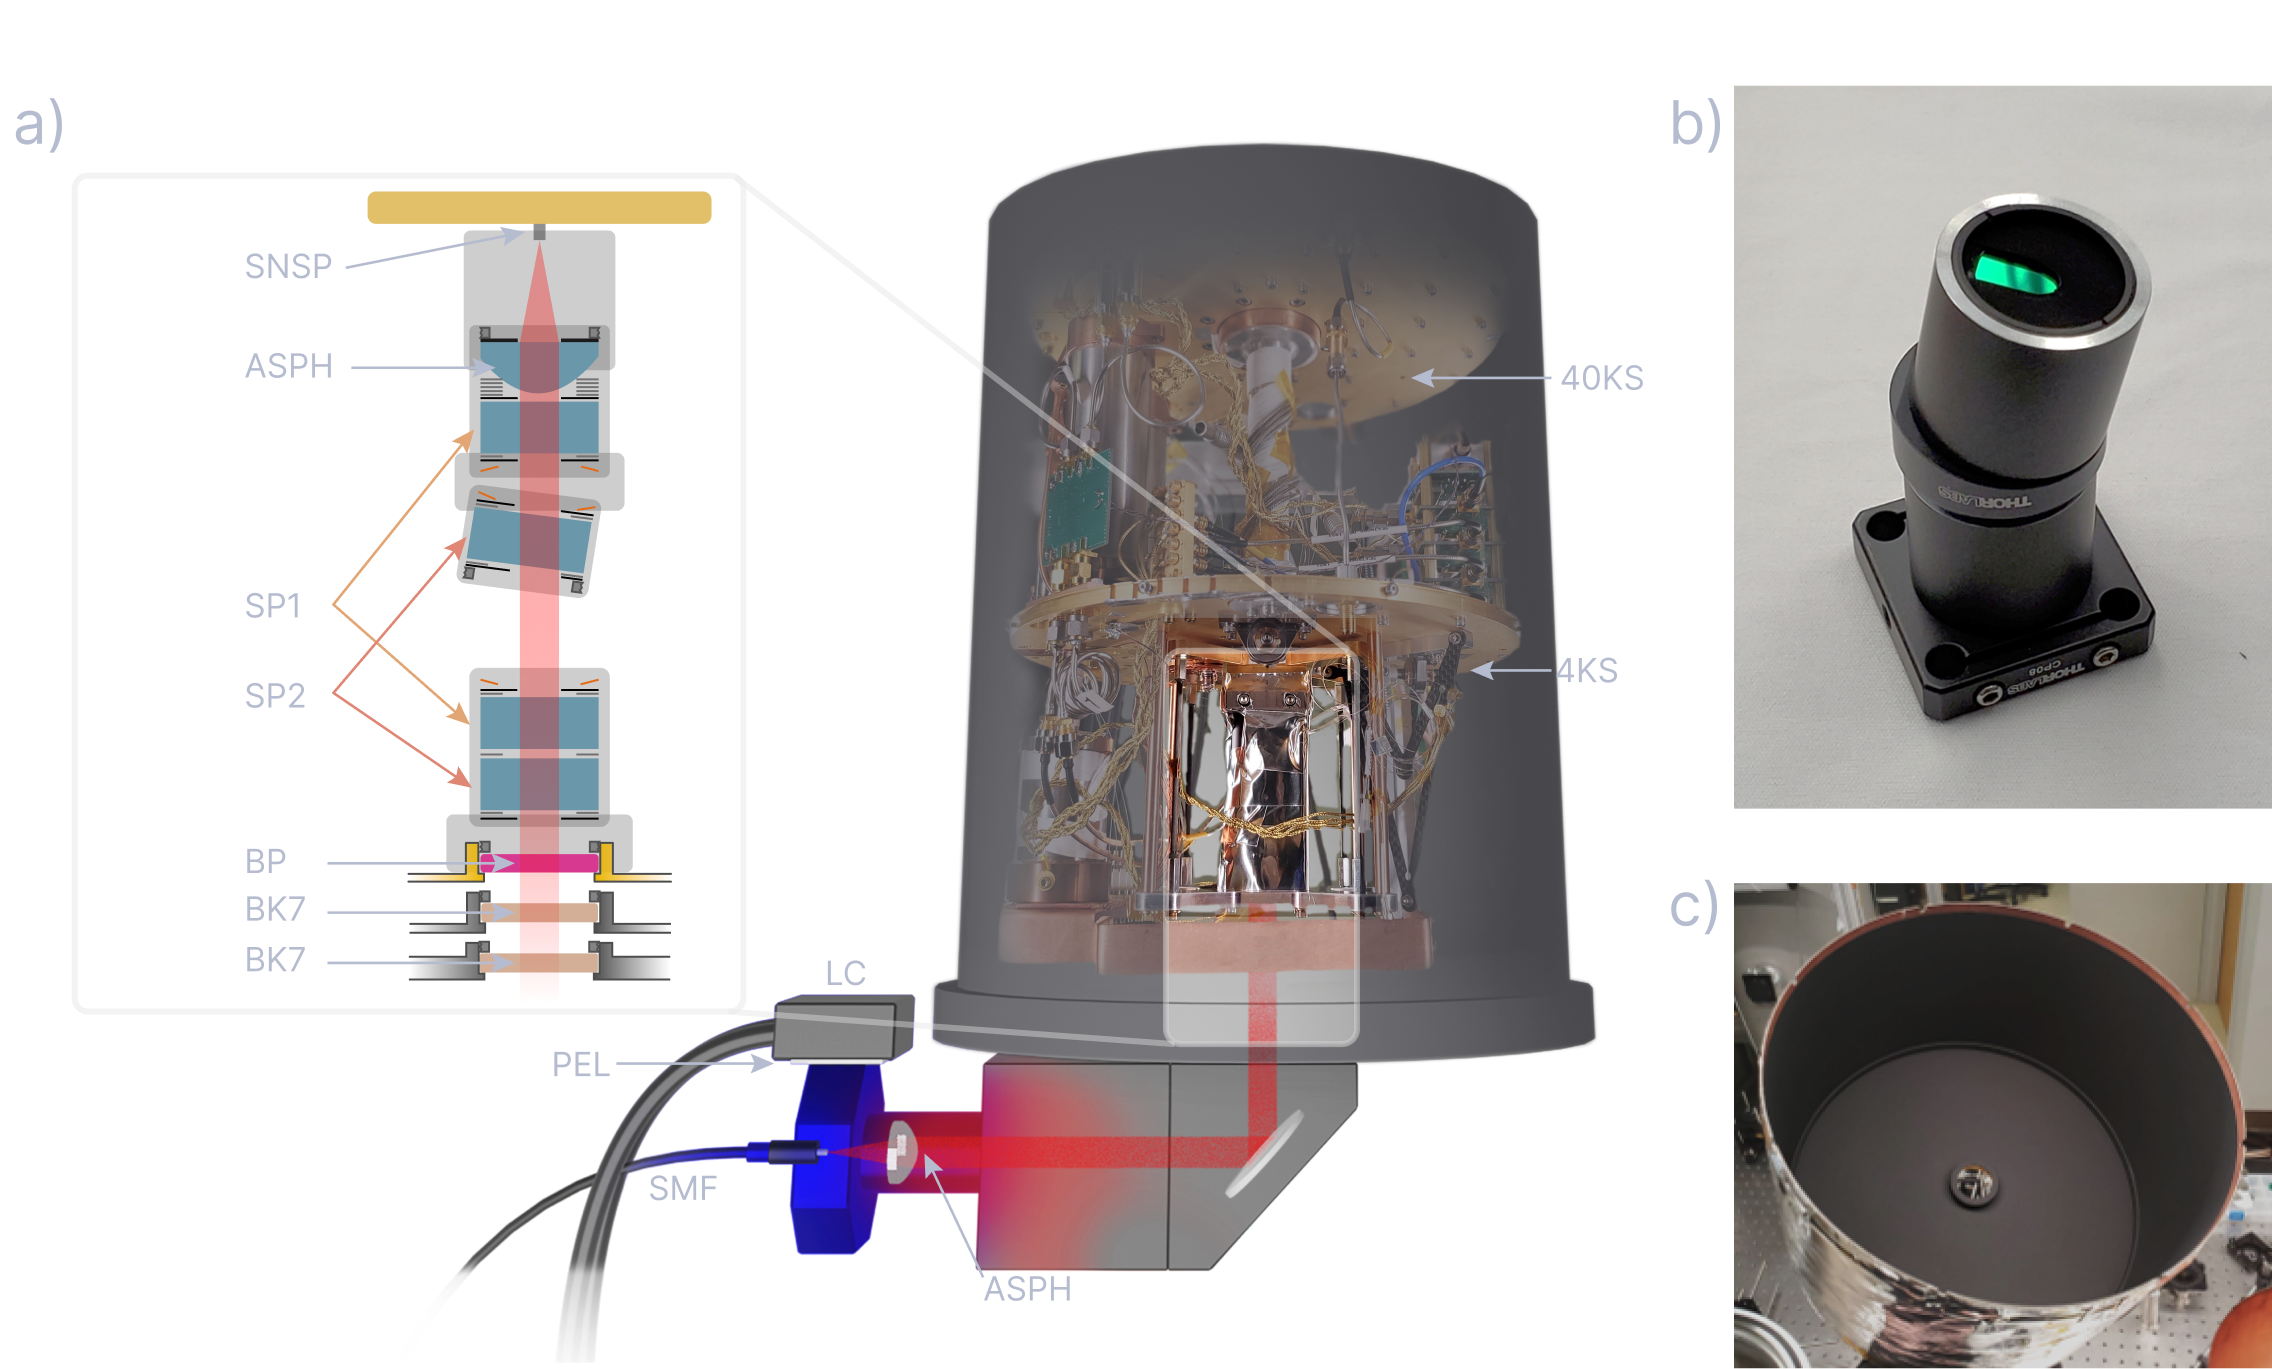 a)
SNSP
ASPH
SP1
SP2
BP
BK7
BK7
LC
PEL
SMF
ASPH
40KS
4KS
b)
THORLABS
THORLABS
CP08
c)